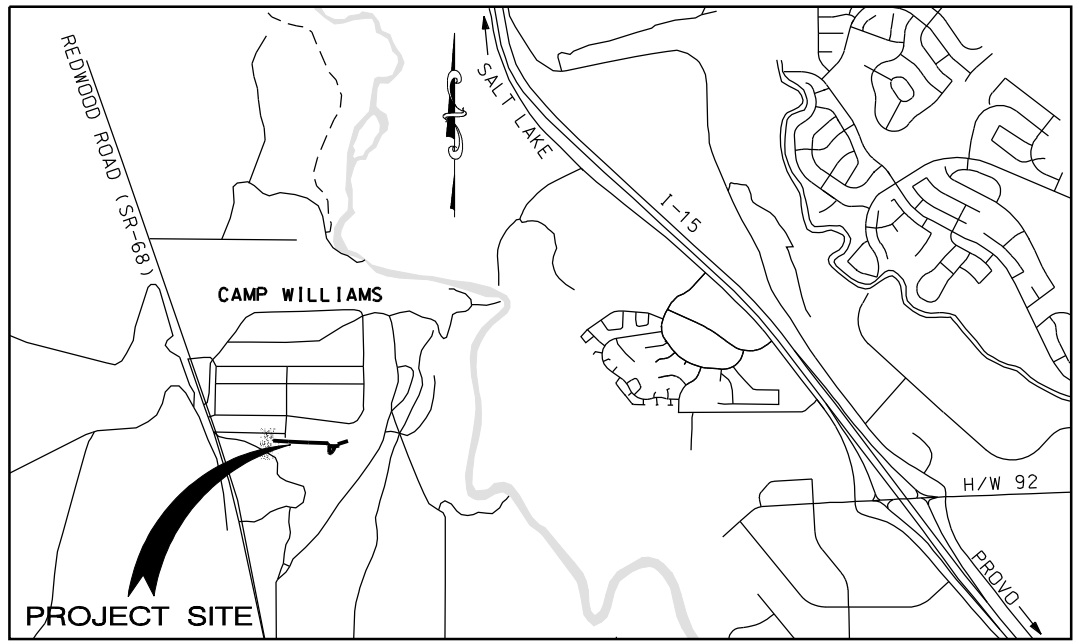 REDWOOD ROAD (SR-68)
SALT LAKE
I-15
CAMP WILLIAMS
H/W 92
PROVO
PROJECT SITE